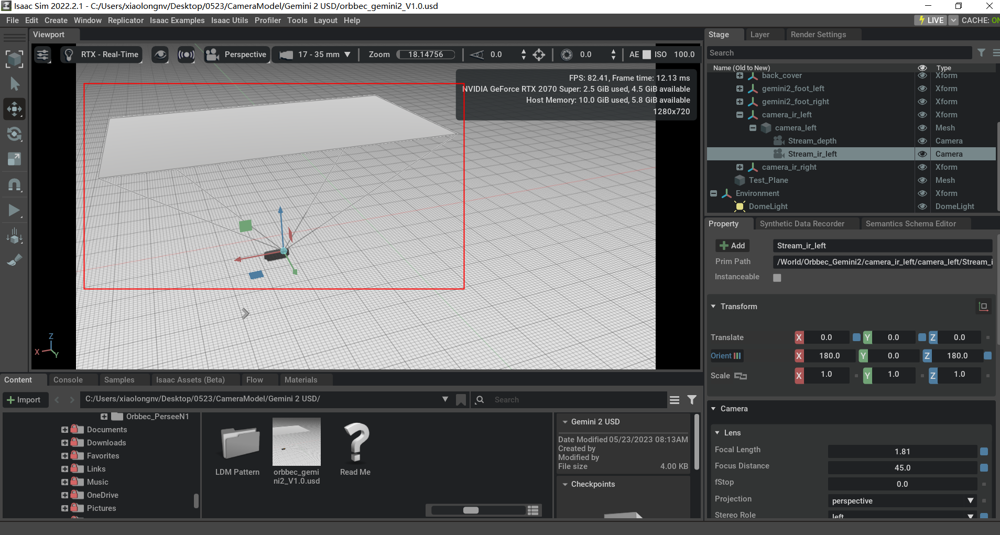 Isaac Sim 2022.2.1 - C:/Users/xiaolongnv/Desktop/0523/CameraModel/Gemini 2 USD/orbbec_gemini2_V1.0.usd
File Edit Create Window Replicator Isaac Examples Isaac Utils Profiler Tools Layout Help
LIVE CACHE: ON
Viewport
RTX - Real-Time Perspective 17 - 35 mm Zoom 18.14756 0.0 0.0 AE ISO 100.0
FPS: 82.41, Frame time: 12.13 ms
NVIDIA GeForce RTX 2070 Super: 2.5 GiB used, 4.5 GiB available
Host Memory: 10.0 GiB used, 5.8 GiB available
1280x720
Z
X
Y
Stage Layer Render Settings
Search
Name (Old to New) Type
back_cover Xform
gemini2_foot_left Xform
gemini2_foot_right Xform
camera_ir_left Xform
camera_left Mesh
Stream_depth Camera
Stream_ir_left Camera
camera_ir_right Xform
Test_Plane Mesh
Environment Xform
DomeLight DomeLight
Property Synthetic Data Recorder Semantics Schema Editor
Add Stream_ir_left
Prim Path /World/Orbbec_Gemini2/camera_ir_left/camera_left/Stream_i
Instanceable
Transform
Translate X 0.0 Y 0.0 Z 0.0
Orient X 180.0 Y 0.0 Z 180.0
Scale X 1.0 Y 1.0 Z 1.0
Camera
Lens
Focal Length 1.81
Focus Distance 45.0
fStop 0.0
Projection perspective
Stereo Role left
Content Console Samples Isaac Assets (Beta) Flow Materials
Import C:/Users/xiaolongnv/Desktop/0523/CameraModel/Gemini 2 USD/ Search
Orbbec_PerseeN1
Documents
Downloads
Favorites
Links
Music
OneDrive
Pictures
LDM Pattern
orbbec_gemi
ni2_V1.0.usd
Read Me
Gemini 2 USD
Date Modified 05/23/2023 08:13AM
Created by
Modified by
File size 4.00 KB
Checkpoints